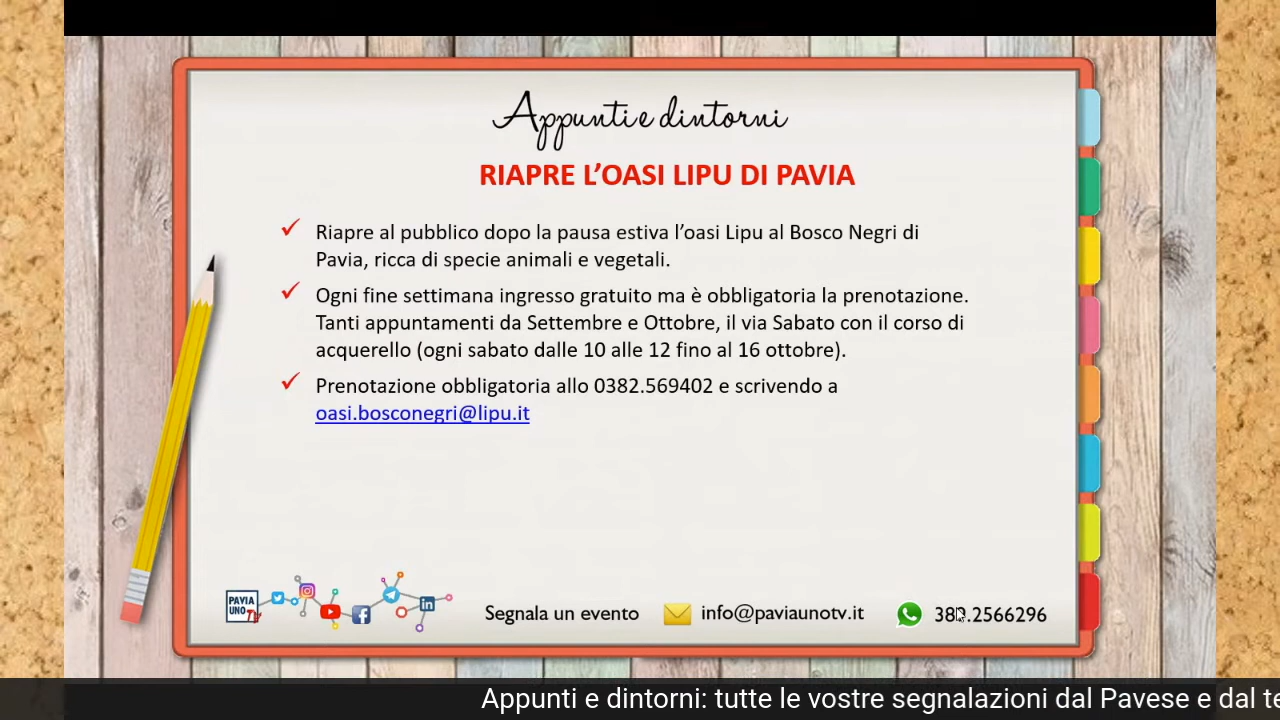 Appunti e dintorni
RIAPRE L’OASI LIPU DI PAVIA
Riapre al pubblico dopo la pausa estiva l’oasi Lipu al Bosco Negri di
Pavia, ricca di specie animali e vegetali.
Ogni fine settimana ingresso gratuito ma è obbligatoria la prenotazione.
Tanti appuntamenti da Settembre e Ottobre, il via Sabato con il corso di
acquerello (ogni sabato dalle 10 alle 12 fino al 16 ottobre).
Prenotazione obbligatoria allo 0382.569402 e scrivendo a
oasi.bosconegri@lipu.it
PAVIA
UNO TV
Segnala un evento info@paviaunotv.it
Appunti e dintorni: tutte le vostre segnalazioni dal Pavese e dal